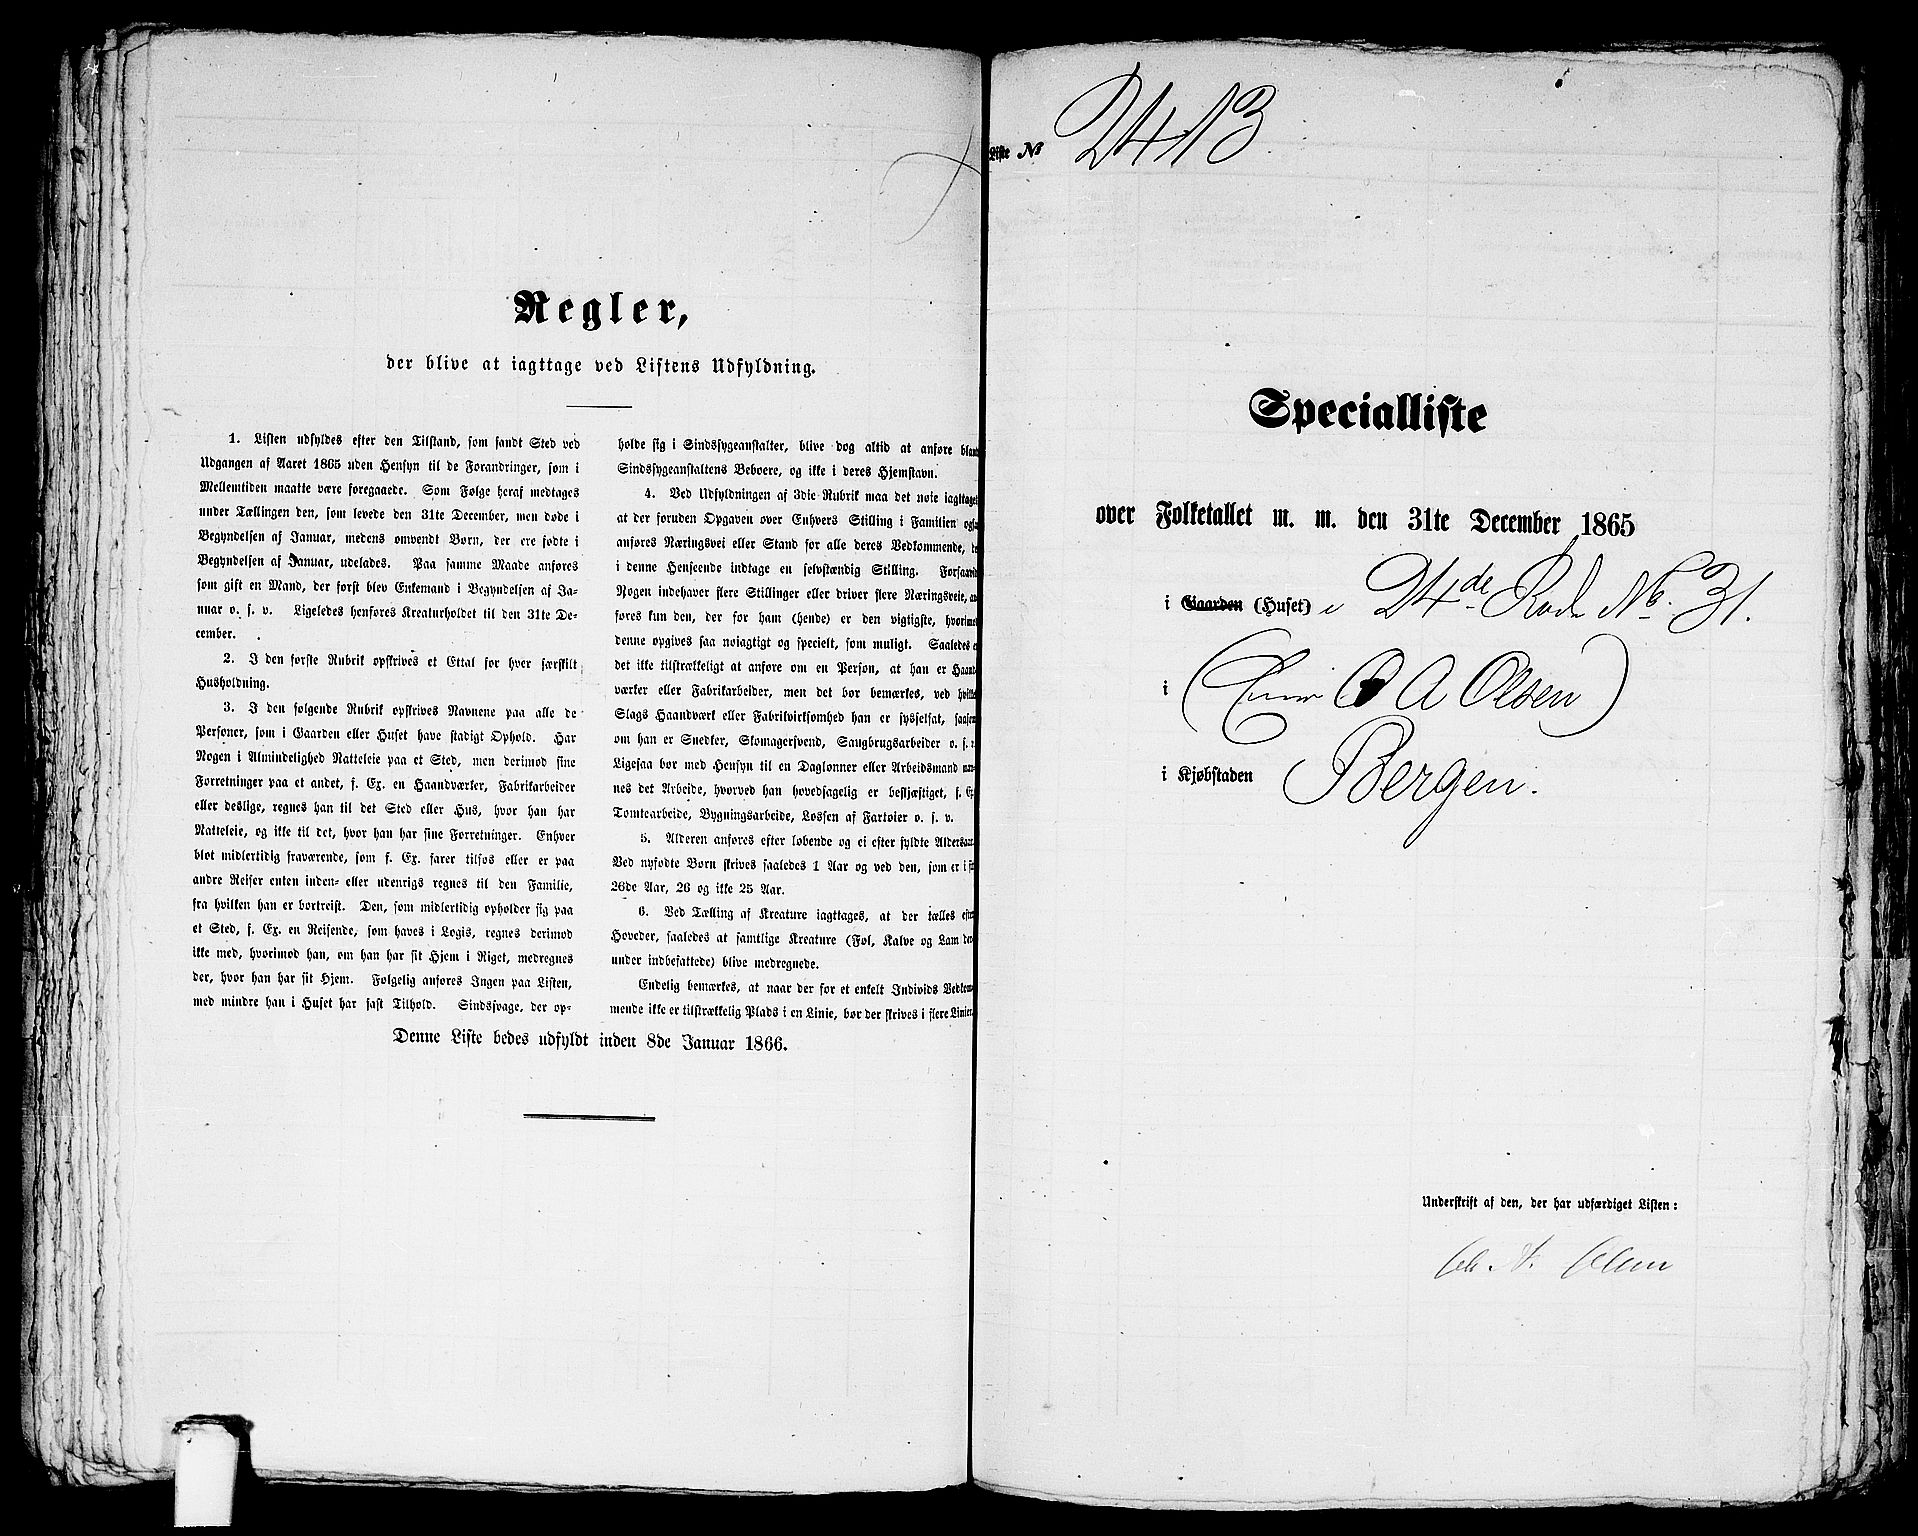 Regler,
der blive at iagttage ved Listens Udfyldning.
1. Listen udfyldes efter den Tilstand, som fandt Sted ved
Udgangen af Aaret 1865 uden Hensyn til de Forandringer, som i
Mellemtiden maatte være foregaaede. Som Følge heraf medtages
under Tællingen den, som levede den 31te December, men døde i
Begyndelsen af Januar, medens omvendt Børn, der ere fødte i
Begyndelsen af Januar, udelades. Paa samme Maade anføres
som gift en Mand, der først blev Enkemand i Begyndelsen af Ja-
nuar o. s. v. Ligeledes henføres Kreaturholdet til den 31te De-
cember.
2. I den første Rubrik opskrives et Ettal for hver særskilt
Husholdning.
3. I den følgende Rubrik opskrives Navnene paa alle de
Personer, som i Gaarden eller Huset have stadigt Ophold. Har
Nogen i Almindelighed Natteleie paa et Sted, men derimod sine
Forretninger paa et andet, f. Ex. en Haandværker, Fabrikarbeider
eller deslige, regnes han til det Sted eller Hus, hvor han har
Natteleie, og ikke til det, hvor han har sine Forretninger. Enhver
blot midlertidig fraværende, som f. Ex. farer tilsøs eller er paa
andre Reiser enten inden- eller udenrigs regnes til den Familie,
fra hvilken han er bortreist. Den, som midlertidig opholder sig paa
et Sted, f. Ex. en Reisende, som haves i Logis, regnes derimod
ikke med, hvorimod han, om han har sit Hjem i Riget, medregnes
der, hvor han har sit Hjem. Følgelig anføres Ingen paa Listen,
med mindre han i Huset har fast Tilhold. Sindssvage, der op-
holde sig i Sindssygeanstalter, blive dog altid at anføre blandt
Sindssygeanstaltens Beboere, og ikke i deres Hjemstavn.
4. Ved Udfyldningen af 3die Rubrik maa det nøie iagttages
at der foruden Opgaven over Enhvers Stilling i Familien
anføres Næringsvei eller Stand for alle deres Vedkommende,
i denne Henseende indtage en selvstændig Stilling. Forsaavidt
Nogen indehaver flere Stillinger eller driver flere Næringsveie, an
føres kun den, der for ham (hende) er den vigtigste, hvorimod
denne opgives saa nøiagtigt og specielt, som muligt. Saaledes
det ikke tilstrækkeligt at anføre om en Person, at han er Haand
værker eller Fabrikarbeider, men det bør bemærkes, ved hvilket
Slags Haandværk eller Fabrikvirksomhed han er sysselsat, saasom
om han er Snedker, Skomagersvend, Saugbrugsarbeider o. s.
Ligesaa bør med Hensyn til en Daglønner eller Arbeidsmand næv-
nes det Arbeide, hvorved han hovedsagelig er beskjæftiget, f. Ex
Tomtearbeide, Bygningsarbeide, Lossen af Fartøier o. s. v.
5. Alderen anføres efter løbende og ei efter fyldte Aldersaar
Ved nyfødte Børn skrives saaledes 1 Aar og ved den, som er i sit
26de Aar, 26 og ikke 25 Aar.
6. Ved Tælling af Kreature iagttages, at der tælles efter
Hoveder, saaledes at samtlige Kreature (Føl, Kalve og Lam der
under indbefattede) blive medregnede.
Endelig bemærkes, at naar der for et enkelt Individs Vedkom-
mende ikke er tilstrækkelig Plads i en Linie, bør der skrives i flere Linier.
Denne Liste bedes udfyldt inden 8de Januar 1866.
Liste No 2413
Specialliste
over Folketallet m. m. den 31te December 1865
i Gaarden (Huset) i 24de Rode No. 31.
i ( O A Olsen)
i Kjøbstaden Bergen.
Underskrift af den, der har udfærdiget Listen:
A. Olsen